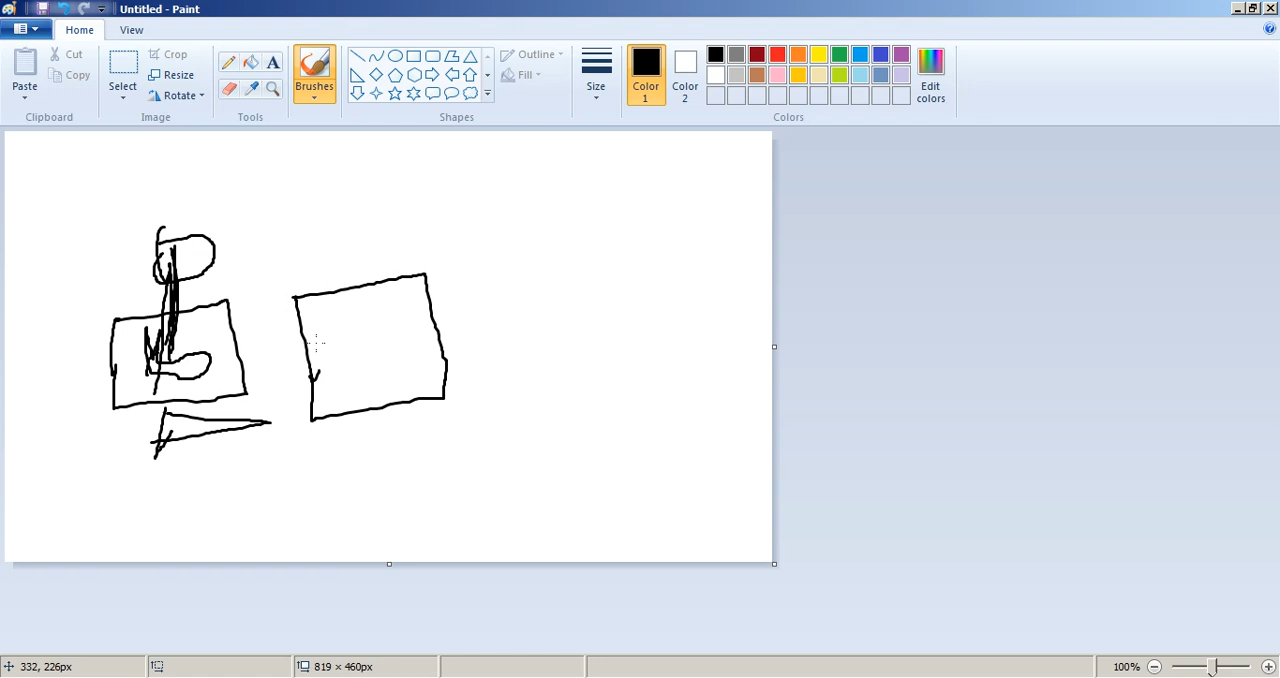 Untitled - Paint
Home View
Paste
Cut
Copy
Clipboard
Select
Crop
Resize
Rotate
Image
Tools
Brushes
Shapes
Outline
Fill
Size
Color 1
Color 2
Edit colors
Colors
332, 226px
819 × 460px
100%